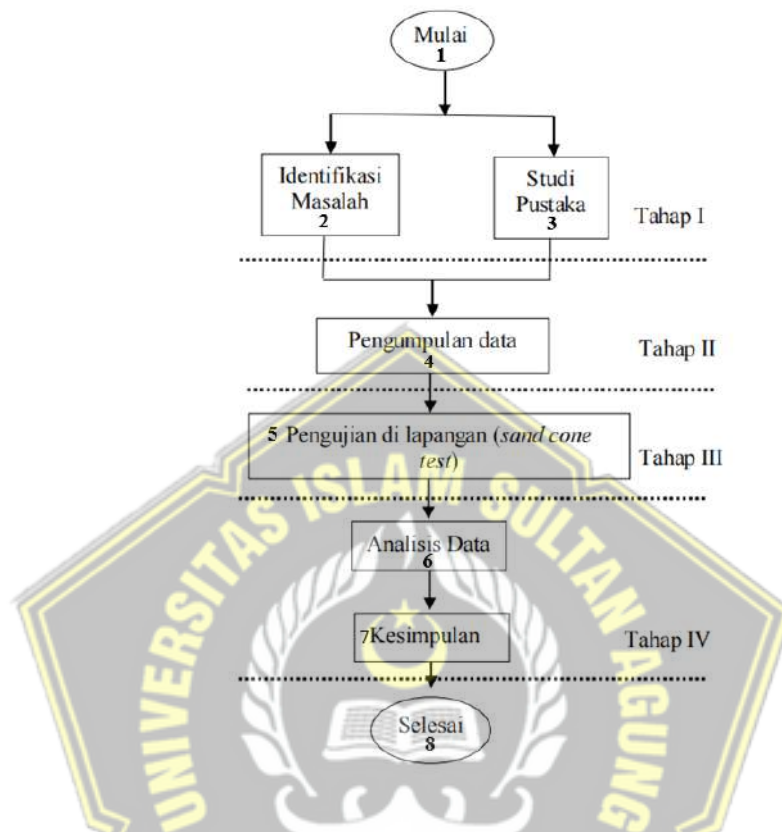 Mulai
1
Identifikasi
Masalah
2
Studi
Pustaka
3
Tahap I
Pengumpulan data
4
Tahap II
5 Pengujian di lapangan (sand cone
test)
Tahap III
Analisis Data
6
7Kesimpulan
Tahap IV
Selesai
8
UNIVERSITAS ISLAM SULTAN AGUNG